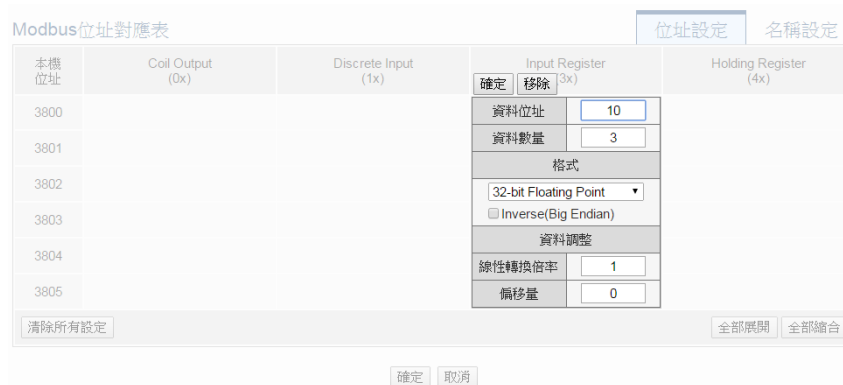 Modbus位址對應表
位址設定
名稱設定
本機
位址
Coil Output
(0x)
Discrete Input
(1x)
Input Register
(3x)
Holding Register
(4x)
確定
移除
3800
3801
3802
3803
3804
3805
資料位址
10
資料數量
3
格式
32-bit Floating Point
Inverse(Big Endian)
資料調整
線性轉換倍率
1
偏移量
0
清除所有設定
全部展開
全部縮合
確定
取消